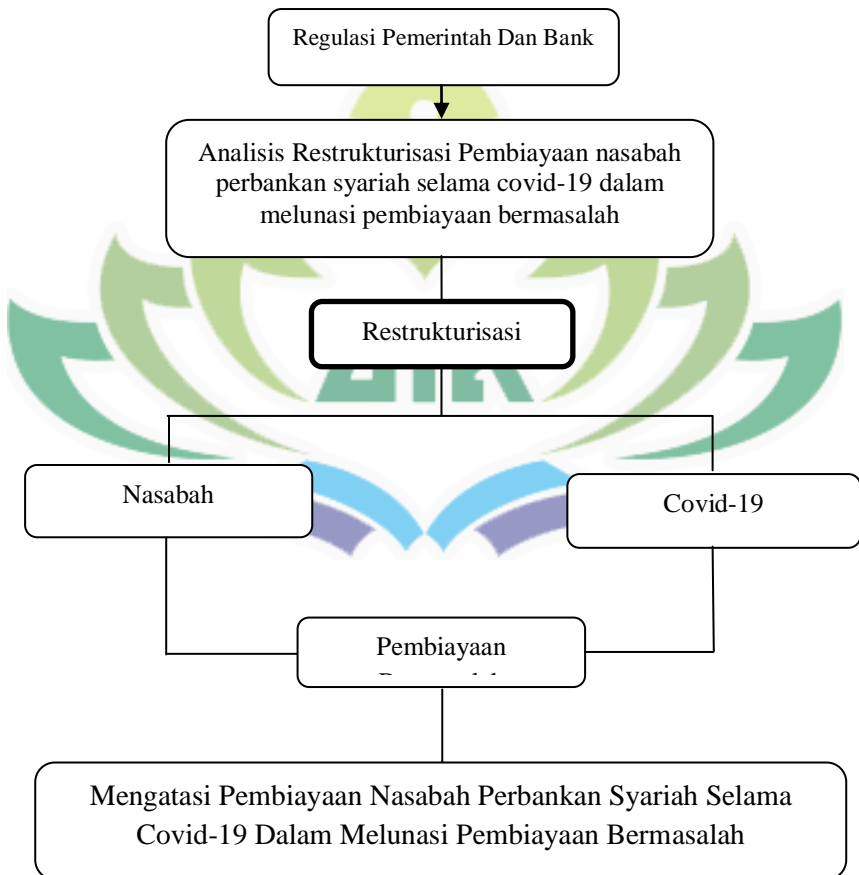 Regulasi Pemerintah Dan Bank
Analisis Restrukturisasi Pembiayaan nasabah
perbankan syariah selama covid-19 dalam
melunasi pembiayaan bermasalah
Restrukturisasi
Nasabah
Covid-19
Pembiayaan
Mengatasi Pembiayaan Nasabah Perbankan Syariah Selama
Covid-19 Dalam Melunasi Pembiayaan Bermasalah